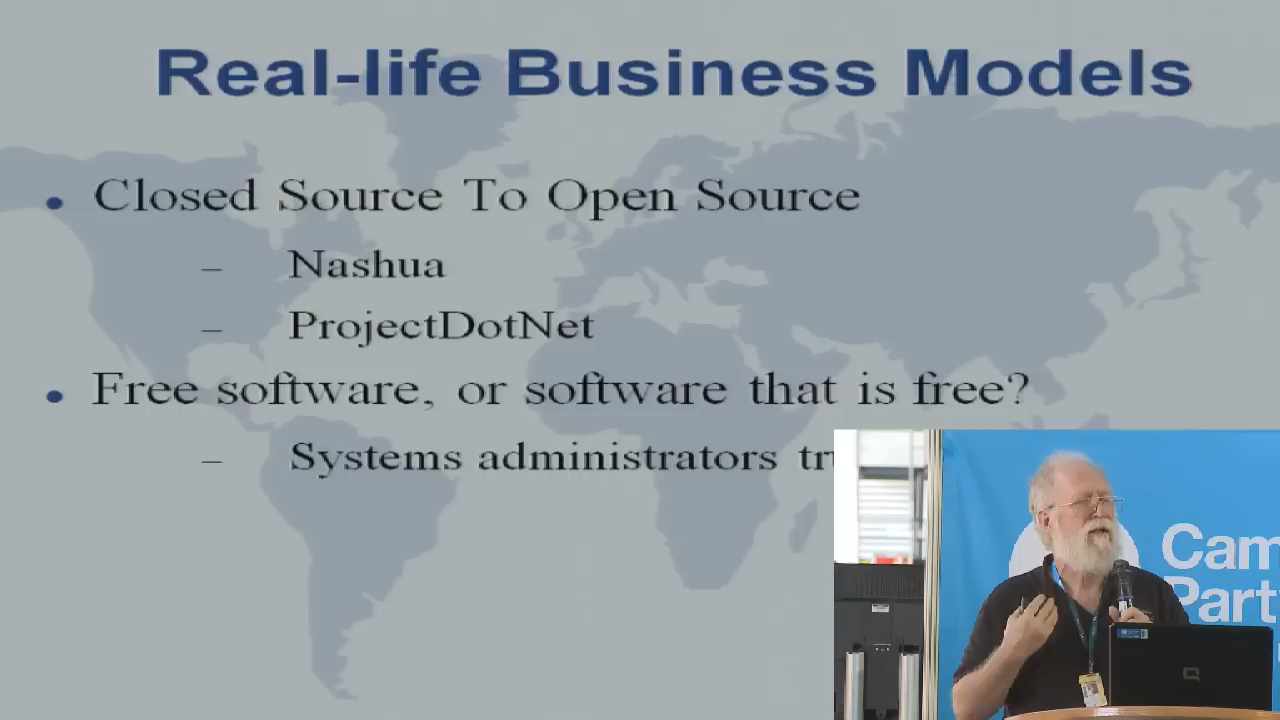 Real-life Business Models
• Closed Source To Open Source
– Nashua
– ProjectDotNet
• Free software, or software that is free?
– Systems administrators
Cam
Part